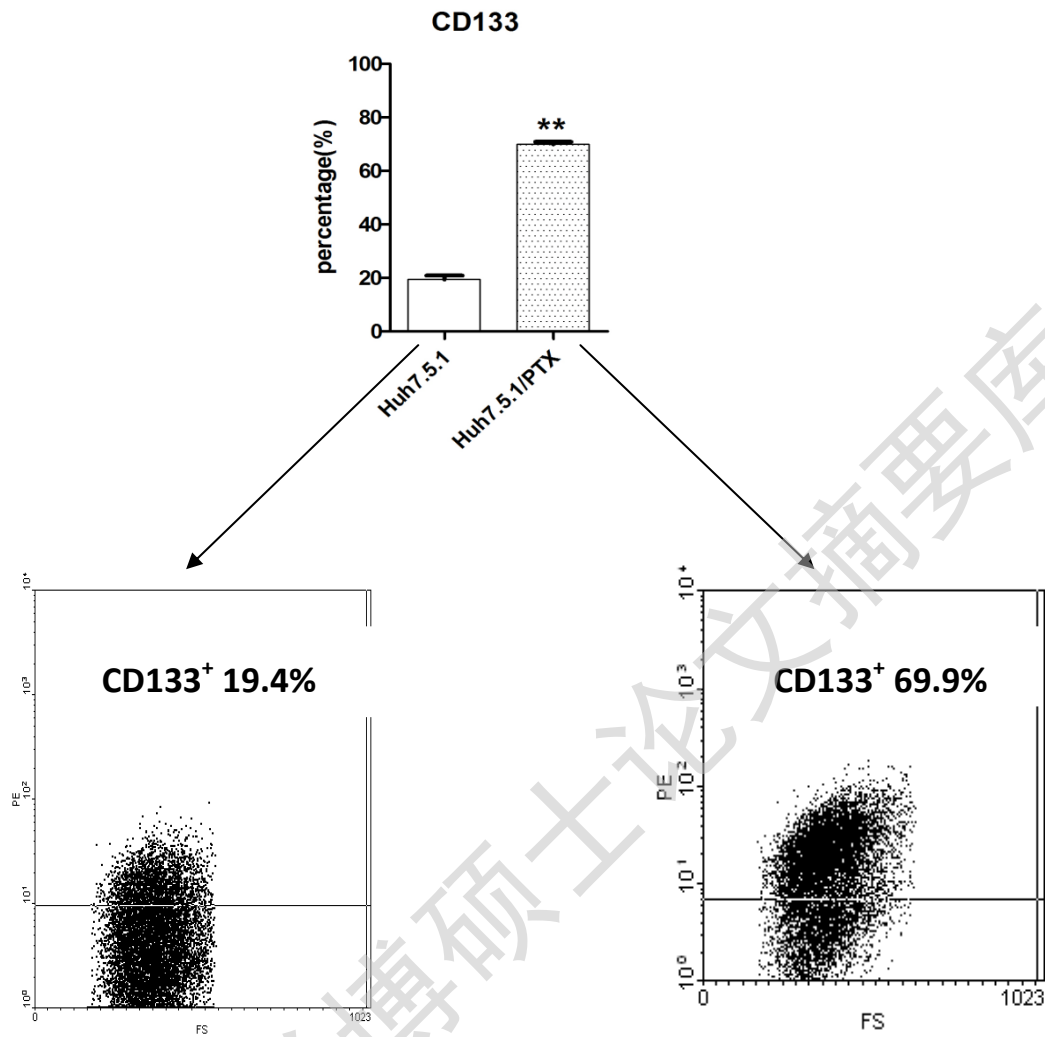 CD133
100
80
60
40
20
0
percentage(%)
**
Huh7.5.1
Huh7.5.1/PTX
10⁴
10³
10²
10¹
10⁰
PE
CD133⁺ 19.4%
0
1023
FS
10⁴
10³
10²
10¹
10⁰
PE
CD133⁺ 69.9%
0
1023
FS
博硕士论文摘要库